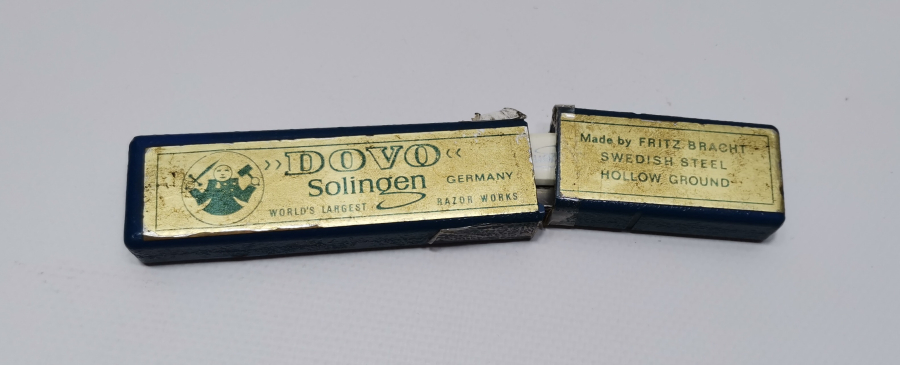 »DOVO«
Solingen GERMANY
WORLD'S LARGEST RAZOR WORKS
Made by FRITZ BRACHT
SWEDISH STEEL
HOLLOW GROUND